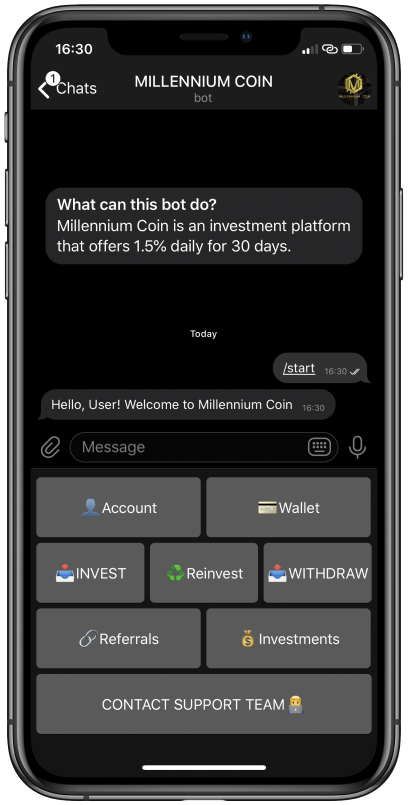 16:30
1
Chats
MILLENNIUM COIN
bot
What can this bot do?
Millennium Coin is an investment platform
that offers 1.5% daily for 30 days.
Today
/start 16:30
Hello, User! Welcome to Millennium Coin 16:30
Message
Account
Wallet
INVEST
Reinvest
WITHDRAW
Referrals
Investments
CONTACT SUPPORT TEAM